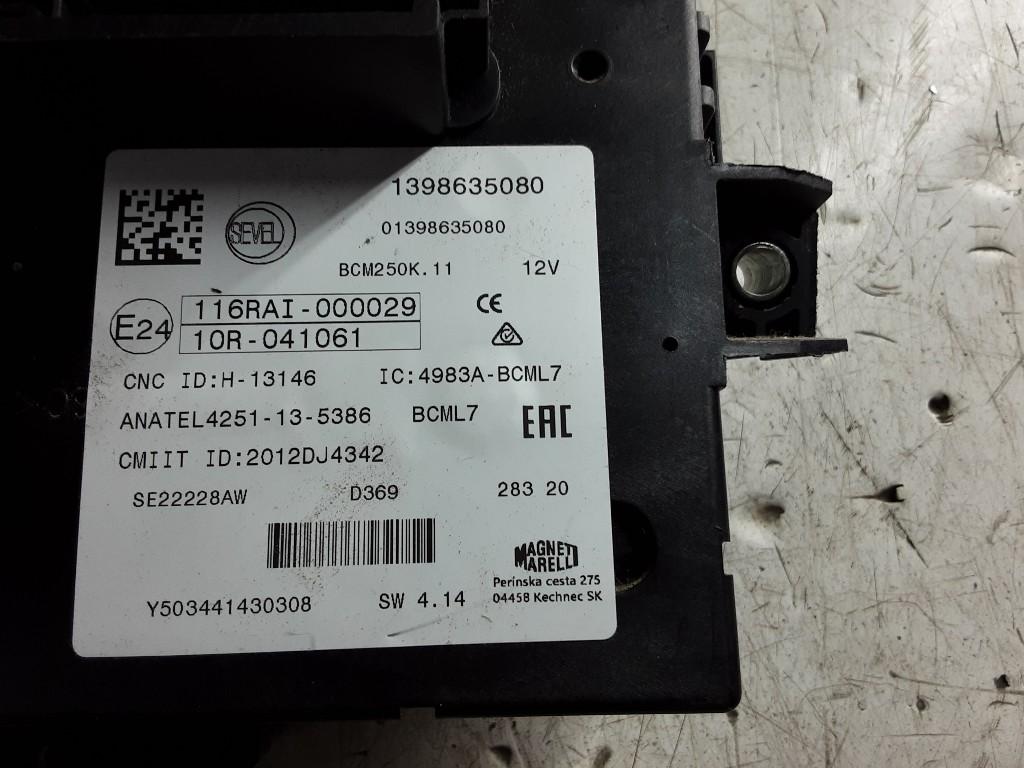 1398635080
SEVEL
01398635080
BCM250K.11 12V
E24
116RAI-000029
10R-041061
CE
CNC ID:H-13146 IC:4983A-BCML7
ANATEL4251-13-5386 BCML7
EAC
CMIIT ID:2012DJ4342
SE22228AW D369 283 20
MAGNETI
MARELLI
Perinska cesta 275
04458 Kechnec SK
Y503441430308 SW 4.14